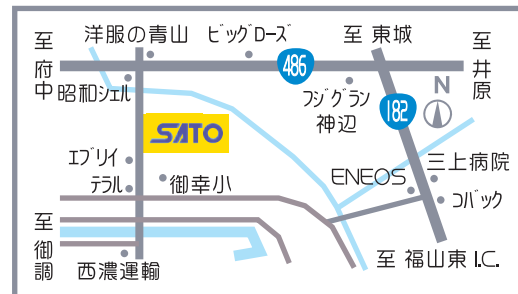 至府中
洋服の青山
ビッグローズ
486
至 東城
至井原
昭和シェル
フジグラン
神辺
182
N
SATO
エブリイ
テラル
御幸小
ENEOS
三上病院
コバック
至御調
西濃運輸
至 福山東 I.C.